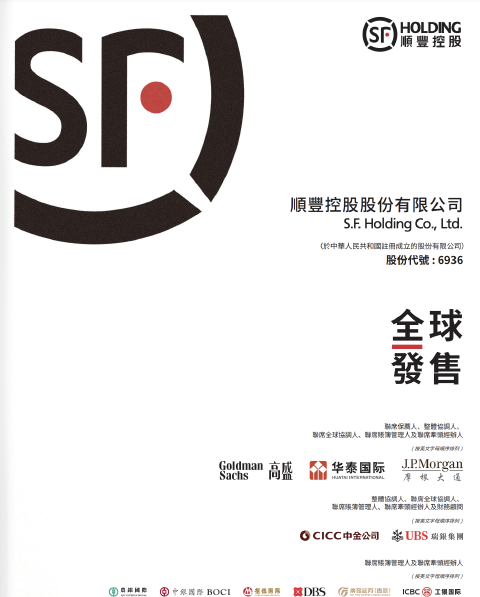 SF
SF HOLDING
順豐控股
順豐控股股份有限公司
S.F. Holding Co., Ltd.
(於中華人民共和國註冊成立的股份有限公司)
股份代號 : 6936
全球
發售
聯席保薦人、整體協調人、
聯席全球協調人、聯席賬簿管理人及聯席牽頭經辦人
(按英文字母順序排列)
Goldman Sachs 高盛 华泰国际 HUATAI INTERNATIONAL J.P.Morgan 摩根大通
整體協調人、聯席全球協調人、
聯席賬簿管理人、聯席牽頭經辦人及財務顧問
(按英文字母順序排列)
CICC 中金公司 UBS 瑞銀集團
聯席賬簿管理人及聯席牽頭經辦人
(按英文字母順序排列)
農銀國際 中銀國際 BOCI DBS ICBC 工银国际